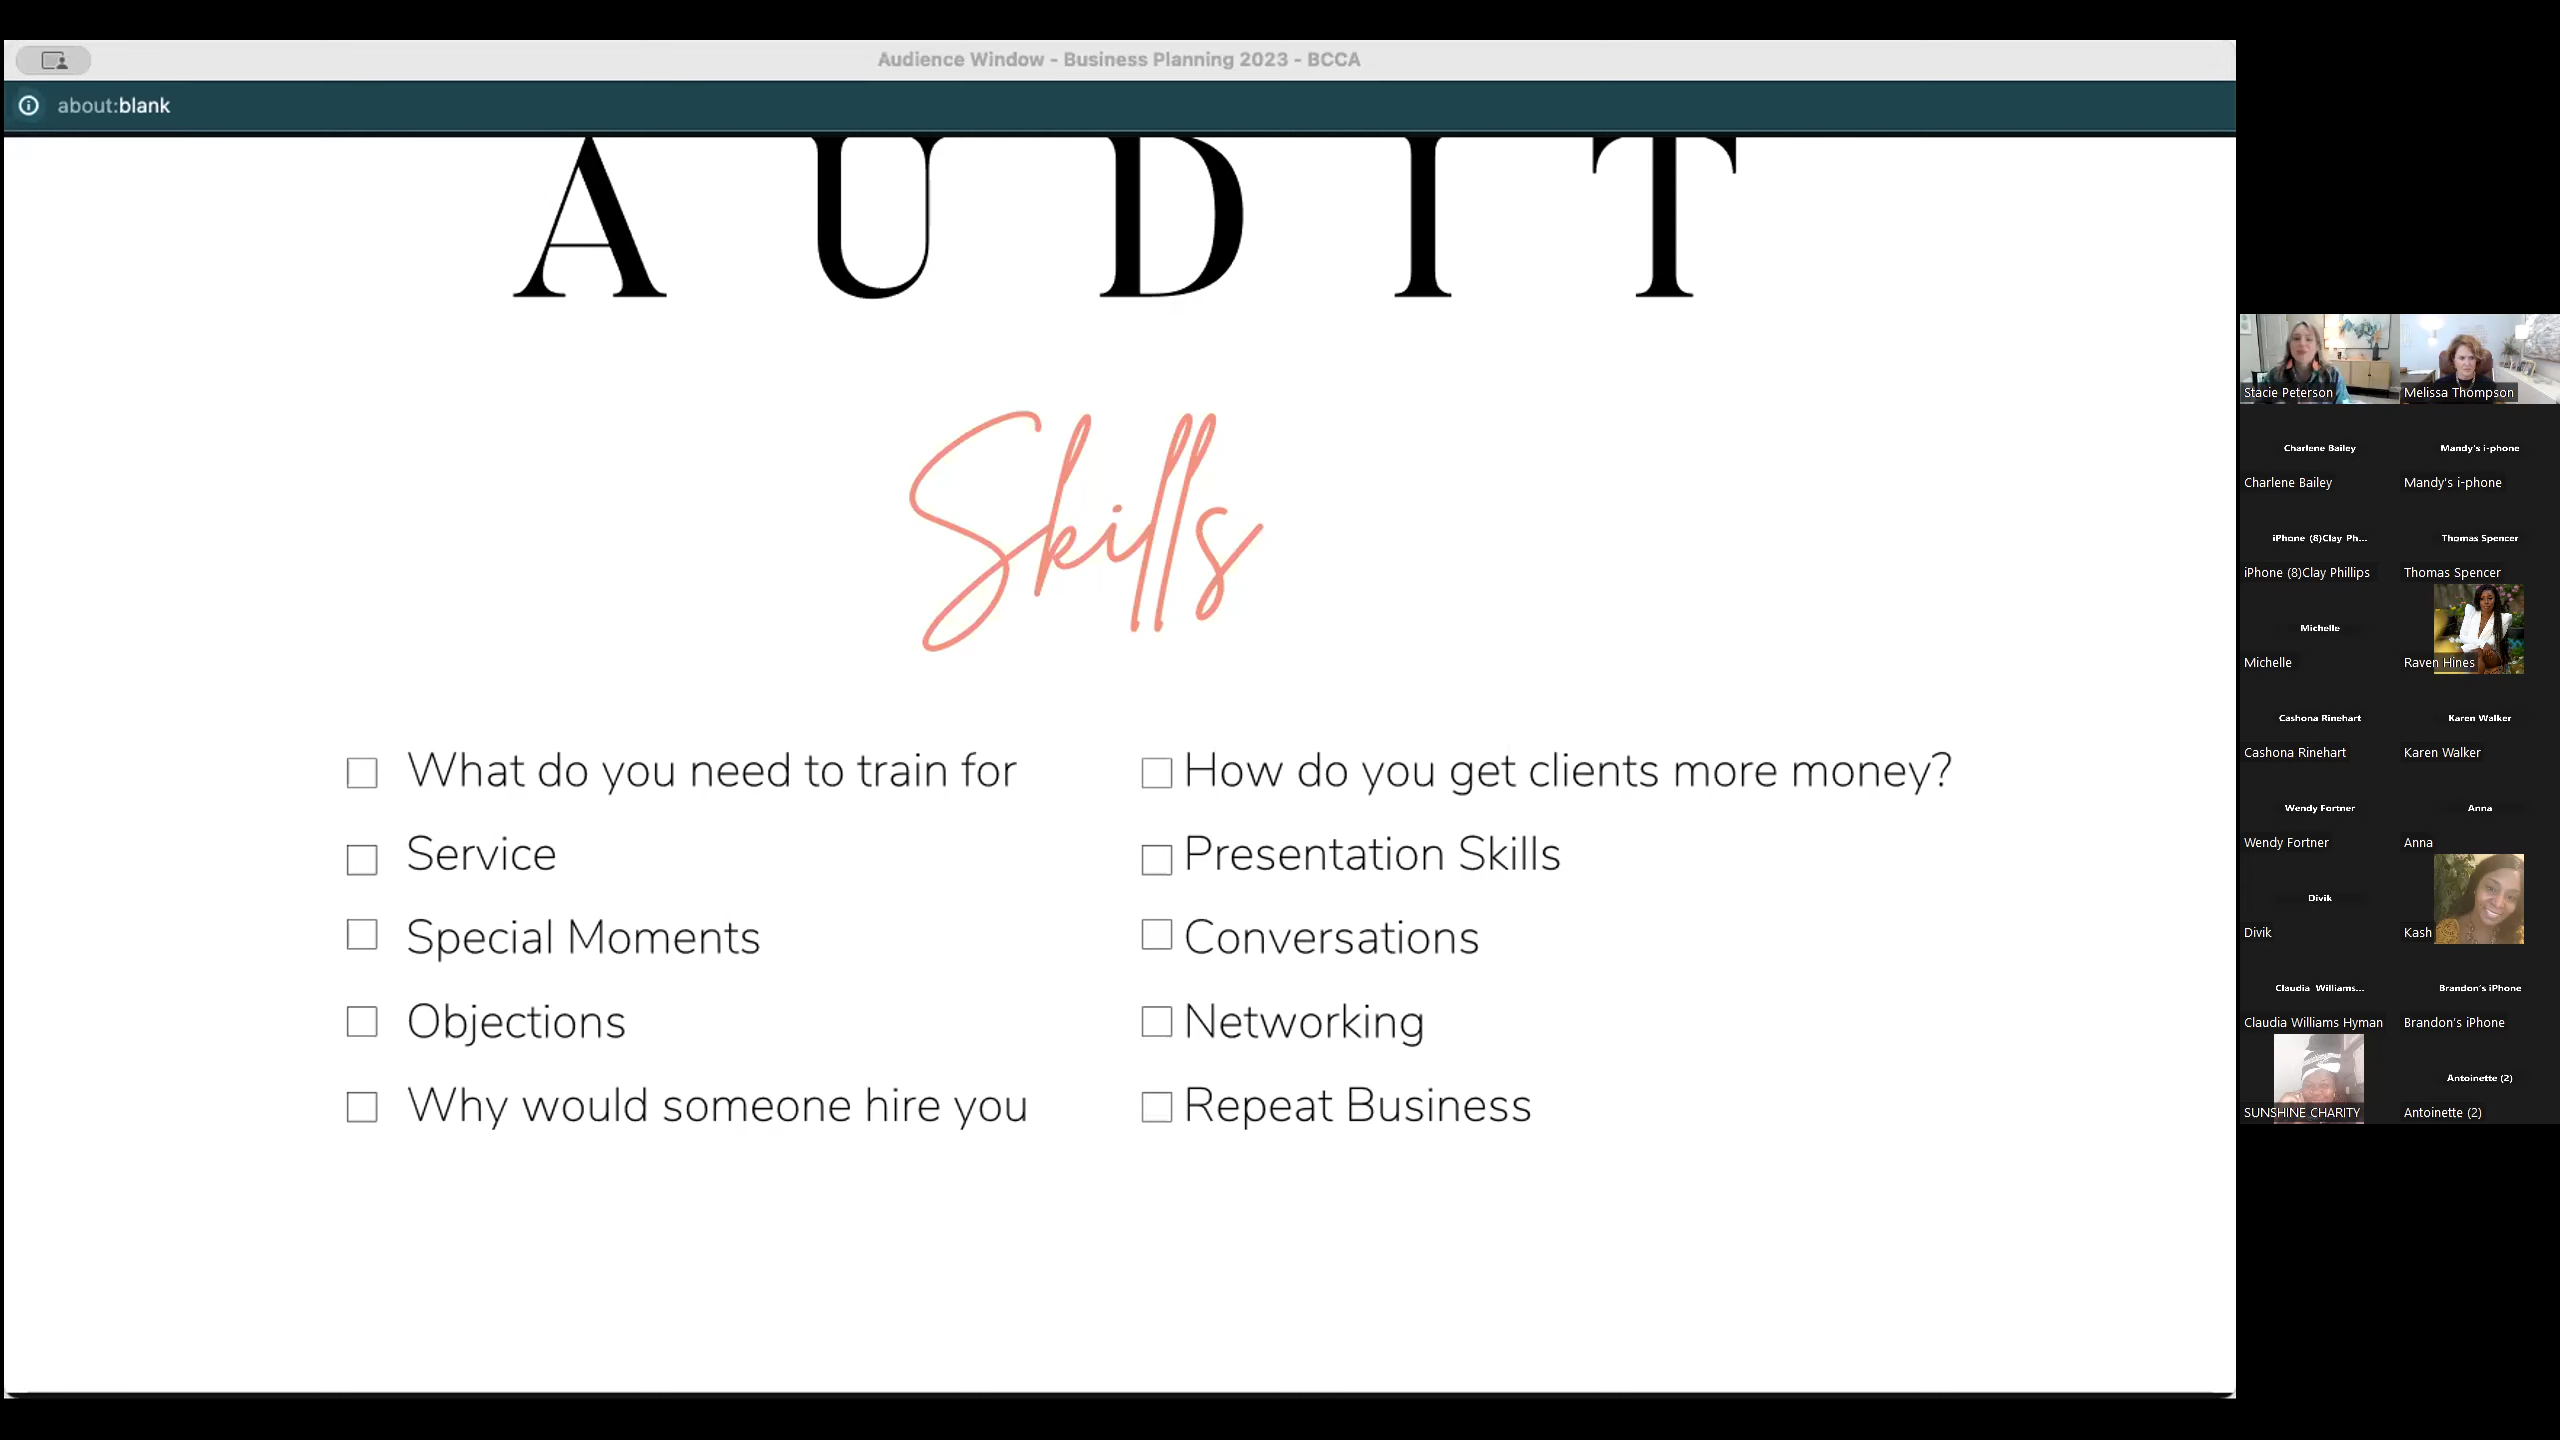 Audience Window - Business Planning 2023 - BCCA
about:blank
AUDIT
Skills
What do you need to train for
Service
Special Moments
Objections
Why would someone hire you
How do you get clients more money?
Presentation Skills
Conversations
Networking
Repeat Business
Stacie Peterson
Melissa Thompson
Charlene Bailey
Mandy's i-phone
Charlene Bailey
Mandy's i-phone
iPhone (8)Clay Ph...
Thomas Spencer
iPhone (8)Clay Phillips
Thomas Spencer
Michelle
Michelle
Raven Hines
Cashona Rinehart
Karen Walker
Cashona Rinehart
Karen Walker
Wendy Fortner
Anna
Wendy Fortner
Anna
Divik
Divik
Kash
Claudia Williams...
Brandon's iPhone
Claudia Williams Hyman
Brandon's iPhone
Antoinette (2)
SUNSHINE CHARITY
Antoinette (2)